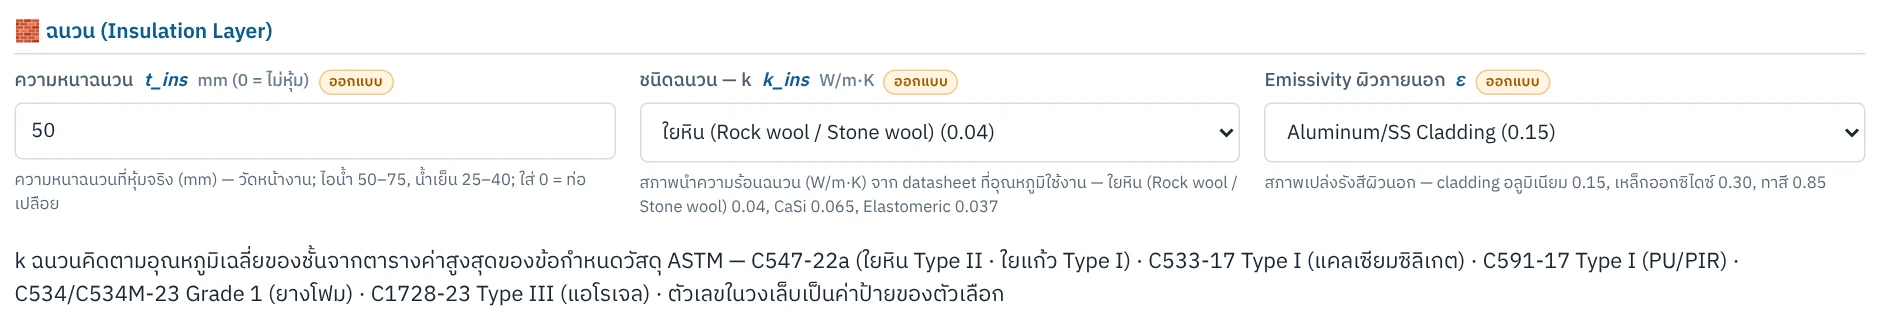 🧱 ฉนวน (Insulation Layer)
ความหนาฉนวน t_ins mm (0 = ไม่หุ้ม) ออกแบบ
50
ความหนาฉนวนที่หุ้มจริง (mm) — วัดหน้างาน; ไอน้ำ 50–75, น้ำเย็น 25–40; ใส่ 0 = ท่อ
เปลือย
ชนิดฉนวน — k k_ins W/m·K ออกแบบ
ใยหิน (Rock wool / Stone wool) (0.04)
สภาพนำความร้อนฉนวน (W/m·K) จาก datasheet ที่อุณหภูมิใช้งาน — ใยหิน (Rock wool /
Stone wool) 0.04, CaSi 0.065, Elastomeric 0.037
Emissivity ผิวภายนอก ε ออกแบบ
Aluminum/SS Cladding (0.15)
สภาพเปล่งรังสีผิวนอก — cladding อลูมิเนียม 0.15, เหล็กออกซิไดซ์ 0.30, ทาสี 0.85
k ฉนวนคิดตามอุณหภูมิเฉลี่ยของชั้นจากตารางค่าสูงสุดของข้อกำหนดวัสดุ ASTM — C547-22a (ใยหิน Type II · ใยแก้ว Type I) · C533-17 Type I (แคลเซียมซิลิเกต) · C591-17 Type I (PU/PIR) ·
C534/C534M-23 Grade 1 (ยางโฟม) · C1728-23 Type III (แอโรเจล) · ตัวเลขในวงเล็บเป็นค่าป้ายของตัวเลือก